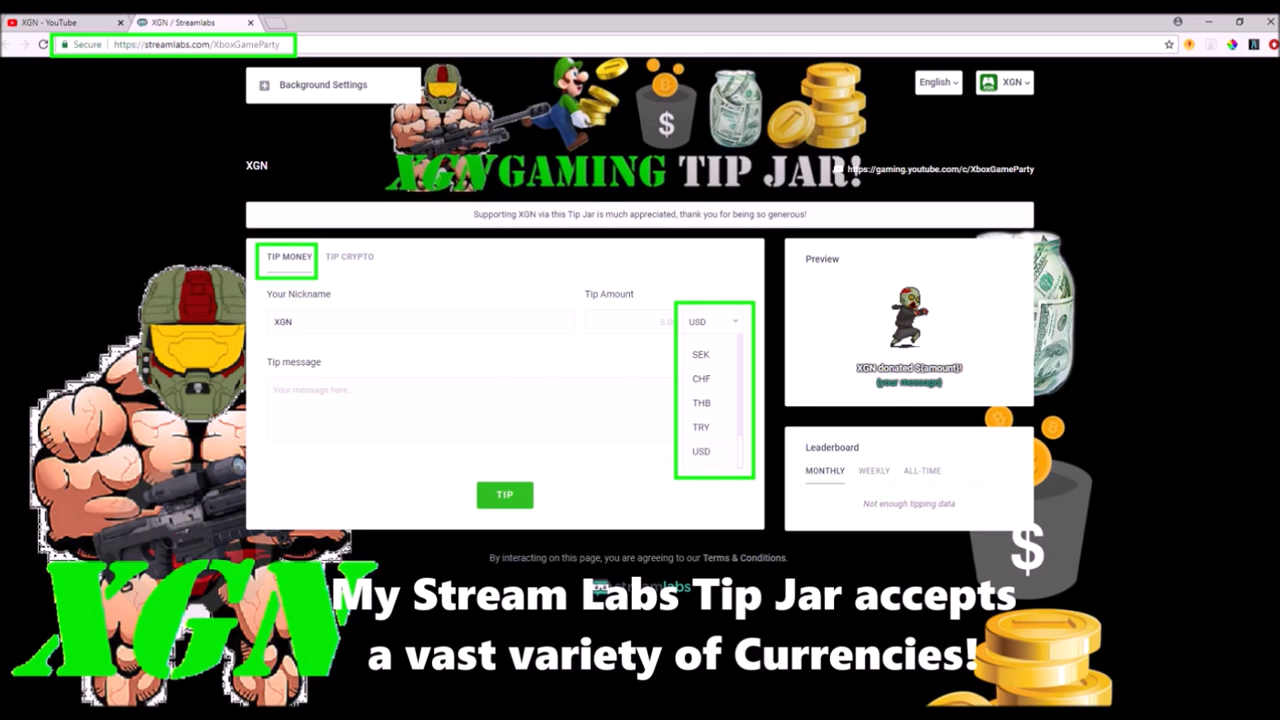 XGN - YouTube
XGN / Streamlabs
Secure
https://streamlabs.com/XboxGameParty
Background Settings
English
XGN
$
XGN GAMING TIP JAR!
XGN
https://gaming.youtube.com/c/XboxGameParty
Supporting XGN via this Tip Jar is much appreciated, thank you for being so generous!
TIP MONEY
TIP CRYPTO
Your Nickname
Tip Amount
XGN
USD
SEK
CHF
THB
TRY
USD
Tip message
Your message here...
TIP
Preview
XGN donated ${amount}!
{your message}
Leaderboard
MONTHLY
WEEKLY
ALL-TIME
Not enough tipping data
By interacting on this page, you are agreeing to our Terms & Conditions.
$
XGN
My Stream Labs Tip Jar accepts
a vast variety of Currencies!